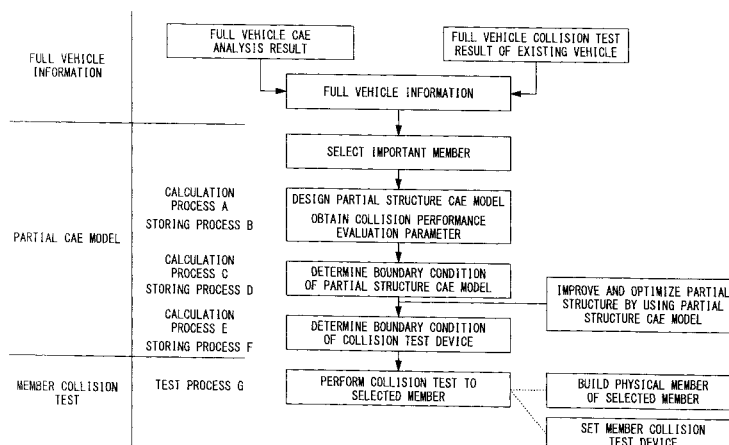 FULL VEHICLE CAE
ANALYSIS RESULT
FULL VEHICLE COLLISION TEST
RESULT OF EXISTING VEHICLE
FULL VEHICLE
INFORMATION
FULL VEHICLE INFORMATION
SELECT IMPORTANT MEMBER
PARTIAL CAE MODEL
CALCULATION
PROCESS A
STORING PROCESS B
DESIGN PARTIAL STRUCTURE CAE MODEL
OBTAIN COLLISION PERFORMANCE
EVALUATION PARAMETER
CALCULATION
PROCESS C
STORING PROCESS D
DETERMINE BOUNDARY CONDITION
OF PARTIAL STRUCTURE CAE MODEL
IMPROVE AND OPTIMIZE PARTIAL
STRUCTURE BY USING PARTIAL
STRUCTURE CAE MODEL
CALCULATION
PROCESS E
STORING PROCESS F
DETERMINE BOUNDARY CONDITION
OF COLLISION TEST DEVICE
MEMBER COLLISION
TEST
TEST PROCESS G
PERFORM COLLISION TEST TO
SELECTED MEMBER
BUILD PHYSICAL MEMBER
OF SELECTED MEMBER
SET MEMBER COLLISION
TEST DEVICE